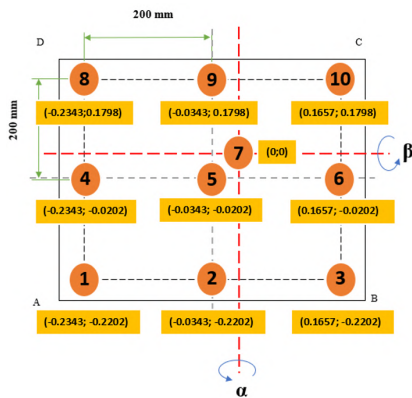 200 mm
D
C
8
9
10
(-0.2343;0.1798)
(-0.0343; 0.1798)
(0.1657; 0.1798)
200 mm
7
(0;0)
β
4
5
6
(-0.2343; -0.0202)
(-0.0343; -0.0202)
(0.1657; -0.0202)
1
2
3
A
B
(-0.2343; -0.2202)
(-0.0343; -0.2202)
(0.1657; -0.2202)
α